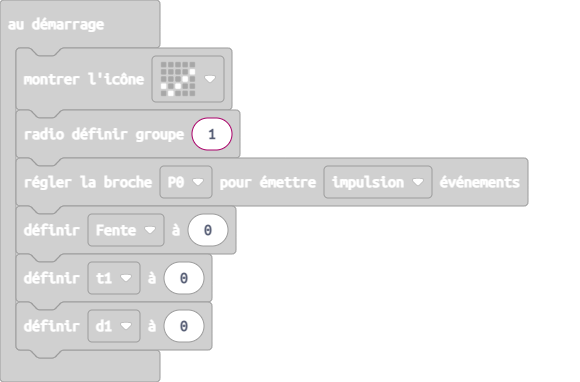 au démarrage
montrer l'icône
radio définir groupe 1
régler la broche P0 pour émettre impulsion événements
définir Fente à 0
définir t1 à 0
définir d1 à 0